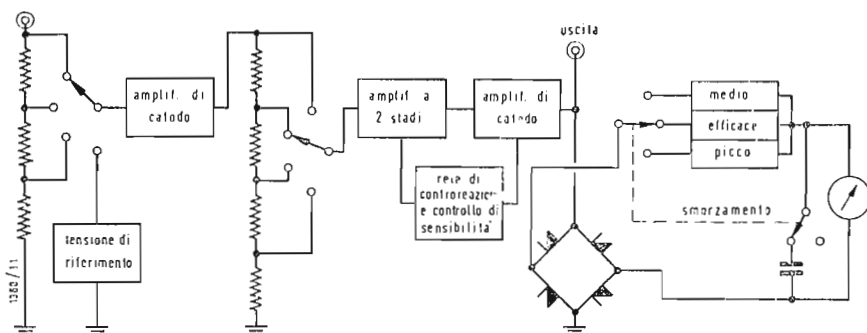 uscita
amplif. di
catodo
amplif a
2 stadi
amplif. di
catodo
medio
efficace
picco
rete di
controreazione
e controllo di
sensibilità
smorzamento
tensione di
riferimento
1380/11